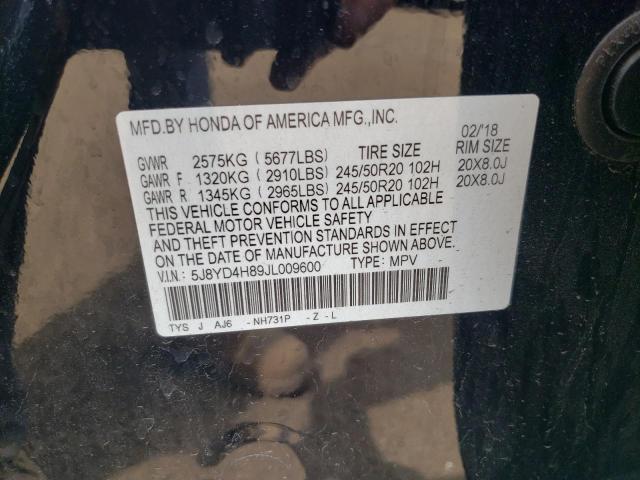 MFD.BY HONDA OF AMERICA MFG.,INC. 02/'18
GVWR 2575KG (5677LBS) TIRE SIZE RIM SIZE
GAWR F 1320KG (2910LBS) 245/50R20 102H 20X8.0J
GAWR R 1345KG (2965LBS) 245/50R20 102H 20X8.0J
THIS VEHICLE CONFORMS TO ALL APPLICABLE
FEDERAL MOTOR VEHICLE SAFETY
AND THEFT PREVENTION STANDARDS IN EFFECT
ON THE DATE OF MANUFACTURE SHOWN ABOVE.
V.I.N.: 5J8YD4H89JL009600 TYPE: MPV
TYS J AJ6 -NH731P -Z-L